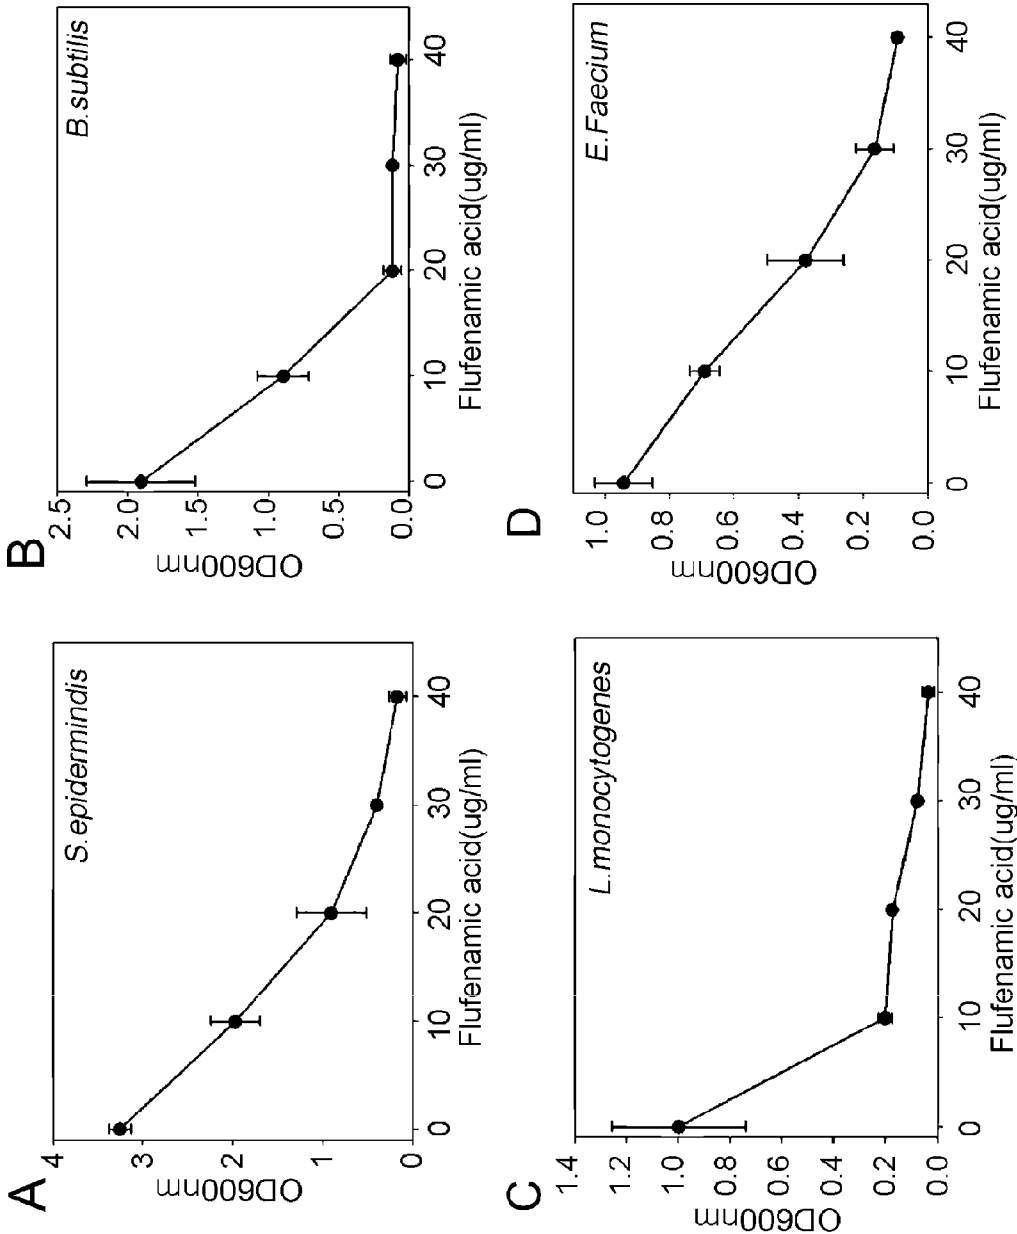 A
S.epidermindis
OD600nm
4
3
2
1
0
0 10 20 30 40
Flufenamic acid(ug/ml)
B
B.subtilis
OD600nm
2.5
2.0
1.5
1.0
0.5
0.0
0 10 20 30 40
Flufenamic acid(ug/ml)
C
L.monocytogenes
OD600nm
1.4
1.2
1.0
0.8
0.6
0.4
0.2
0.0
0 10 20 30 40
Flufenamic acid(ug/ml)
D
E.Faecium
OD600nm
1.0
0.8
0.6
0.4
0.2
0.0
0 10 20 30 40
Flufenamic acid(ug/ml)